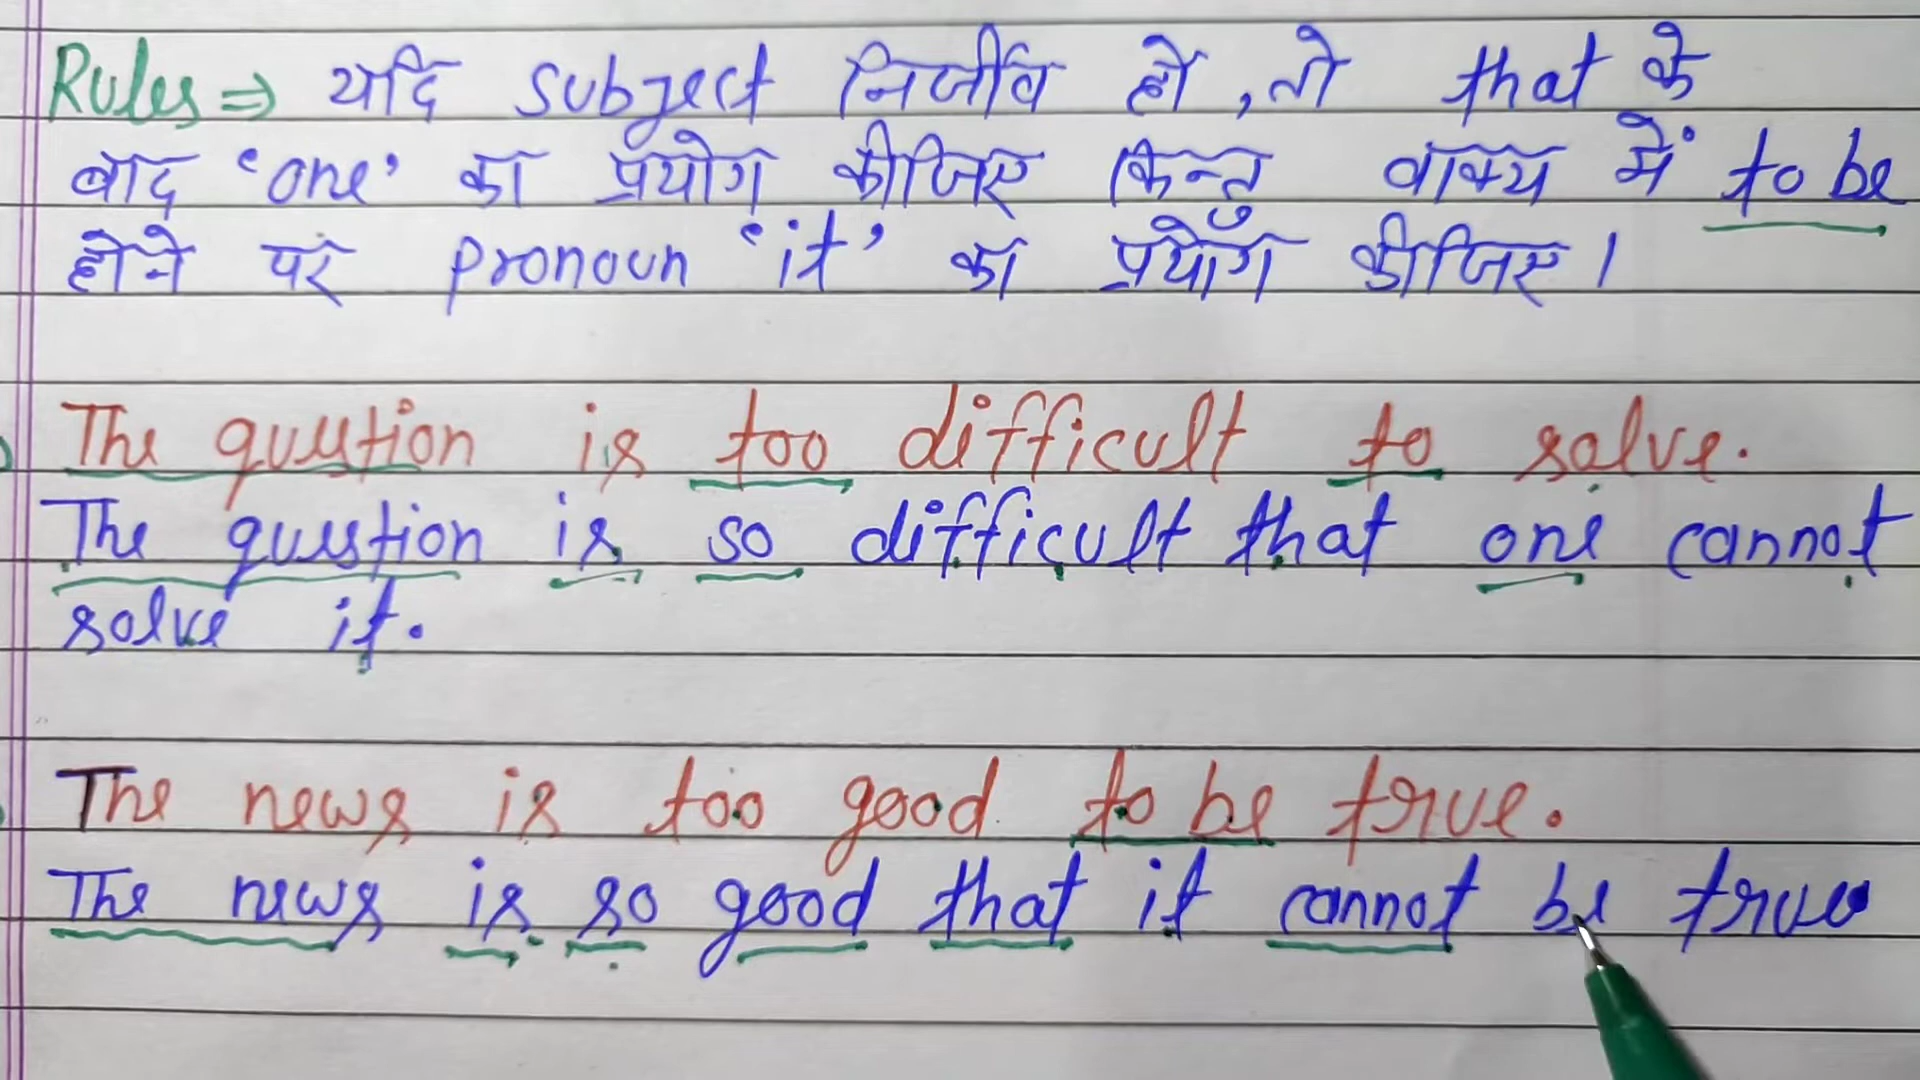 Rules⇒ यदि subject निर्जीव हो, तो that के
बाद 'one' का प्रयोग कीजिए किन्तु वाक्य में to be
होने पर pronoun 'it' का प्रयोग कीजिए।
The question is too difficult to solve.
The question is so difficult that one cannot
solve it.
The news is too good to be true.
The news is so good that it cannot be true